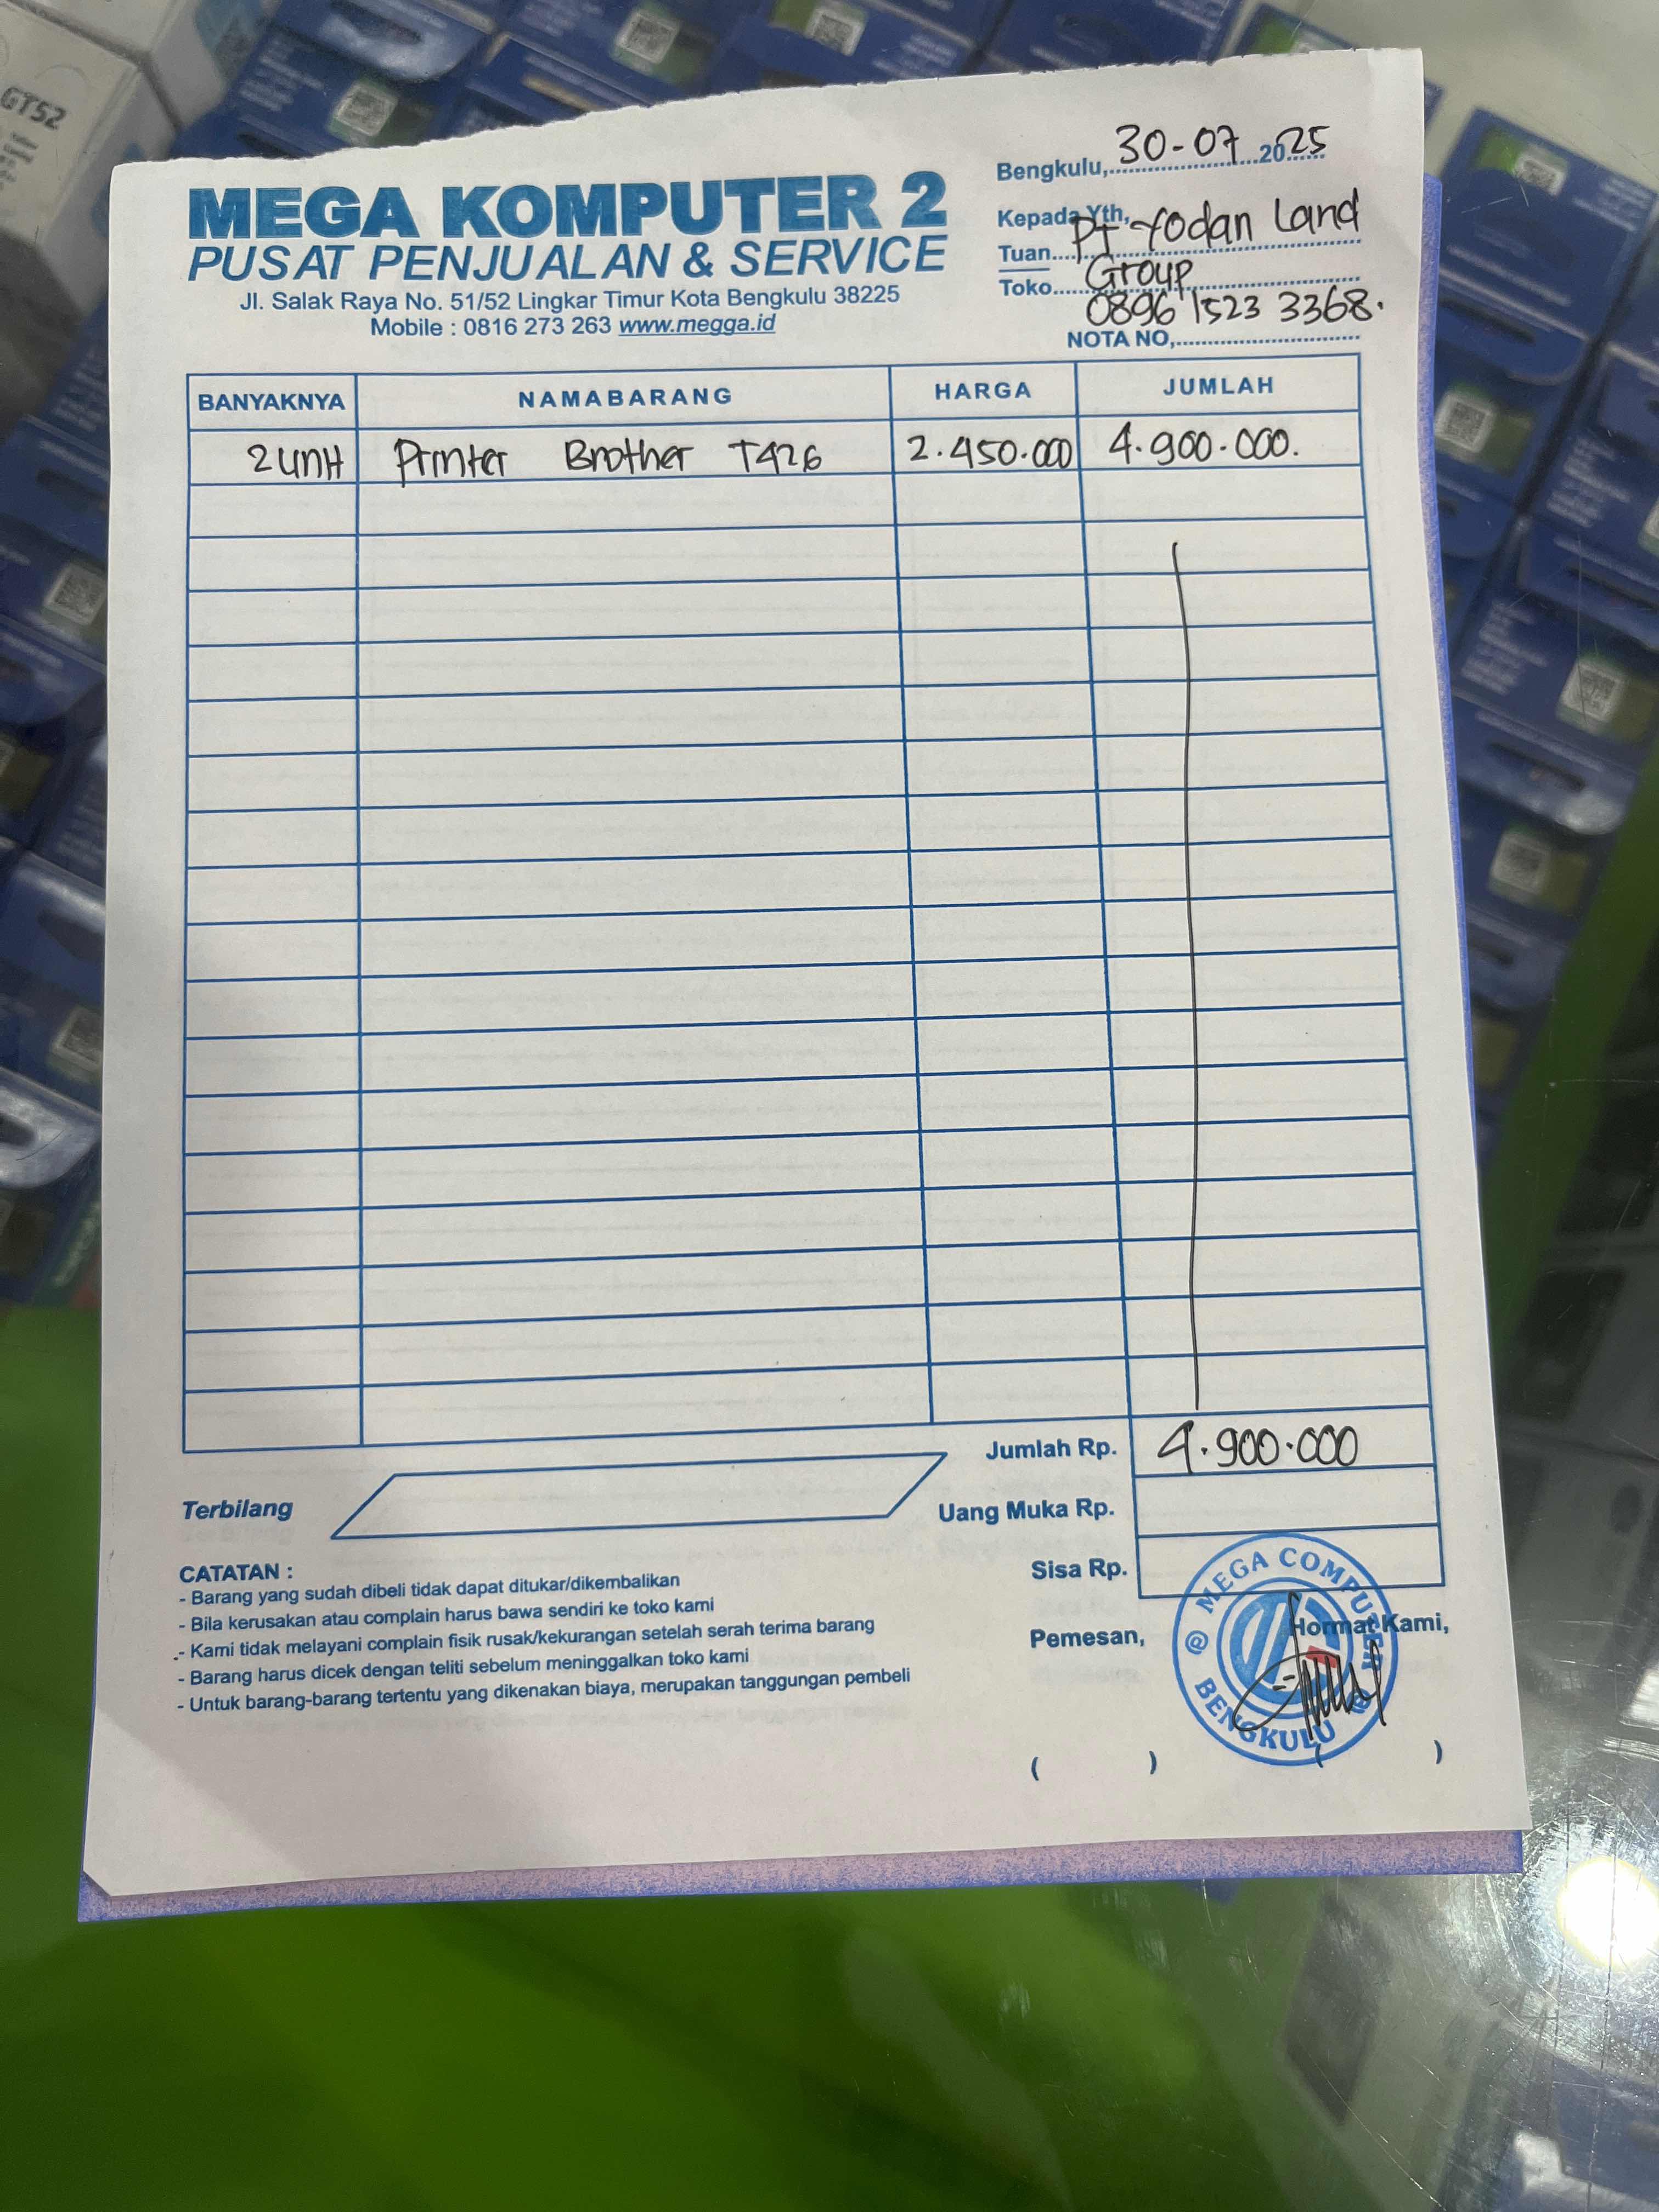 GT52
MEGA KOMPUTER 2
PUSAT PENJUALAN & SERVICE
Jl. Salak Raya No. 51/52 Lingkar Timur Kota Bengkulu 38225
Mobile : 0816 273 263 www.megga.id
Bengkulu, 30-07 2025
Kepada Yth,
Tuan PT Yodan Land
Toko Group
0896 1523 3368.
NOTA NO,
BANYAKNYA NAMABARANG HARGA JUMLAH
2 unit Printer Brother T426 2.450.000 4.900.000.
Jumlah Rp. 4.900.000
Terbilang
Uang Muka Rp.
Sisa Rp.
CATATAN :
- Barang yang sudah dibeli tidak dapat ditukar/dikembalikan
- Bila kerusakan atau complain harus bawa sendiri ke toko kami
- Kami tidak melayani complain fisik rusak/kekurangan setelah serah terima barang
- Barang harus dicek dengan teliti sebelum meninggalkan toko kami
- Untuk barang-barang tertentu yang dikenakan biaya, merupakan tanggungan pembeli
Pemesan, Hormat Kami,
@ MEGA COMPUTER @
BENGKULU
( ) ( )